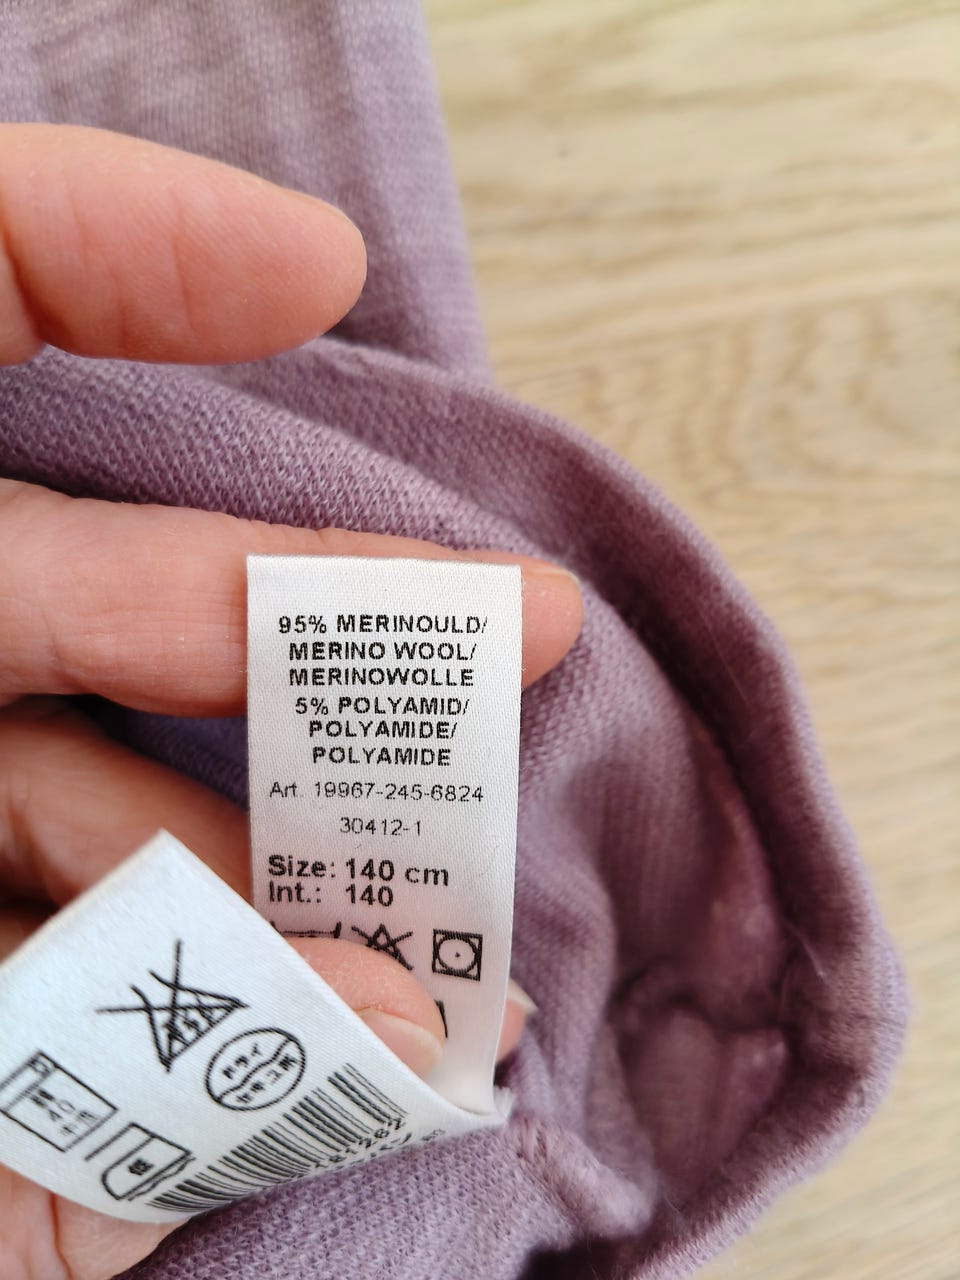 95% MERINOULD/
MERINO WOOL/
MERINOWOLLE
5% POLYAMID/
POLYAMIDE/
POLYAMIDE
Art. 19967-245-6824
30412-1
Size: 140 cm
Int.: 140